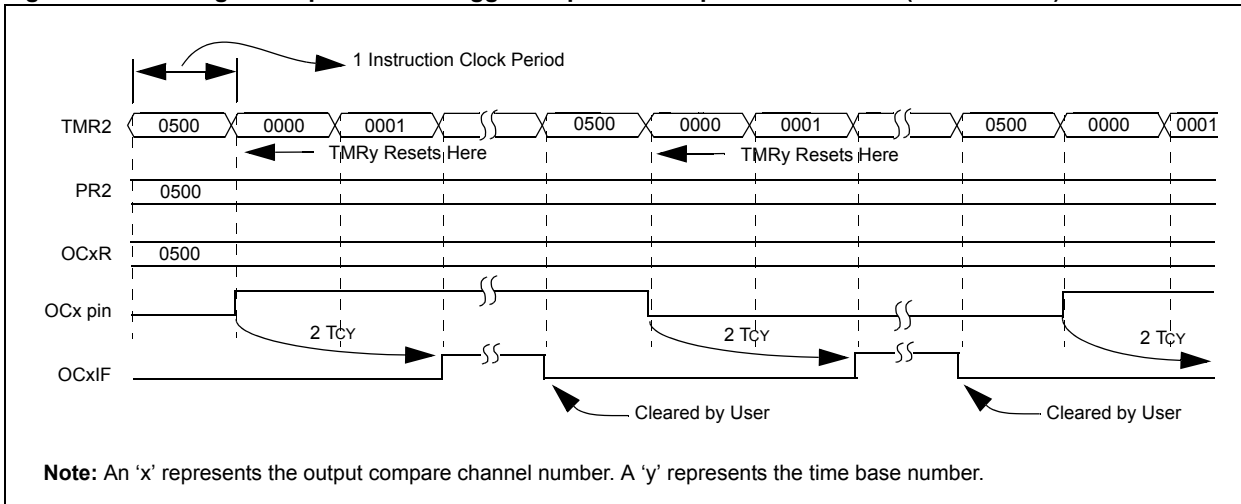 1 Instruction Clock Period
TMR2 0500 0000 0001 0500 0000 0001 0500 0000 0001
TMRy Resets Here TMRy Resets Here
PR2 0500
OCxR 0500
OCx pin
2 TCY 2 TCY 2 TCY
OCxIF
Cleared by User Cleared by User
Note: An ‘x’ represents the output compare channel number. A ‘y’ represents the time base number.